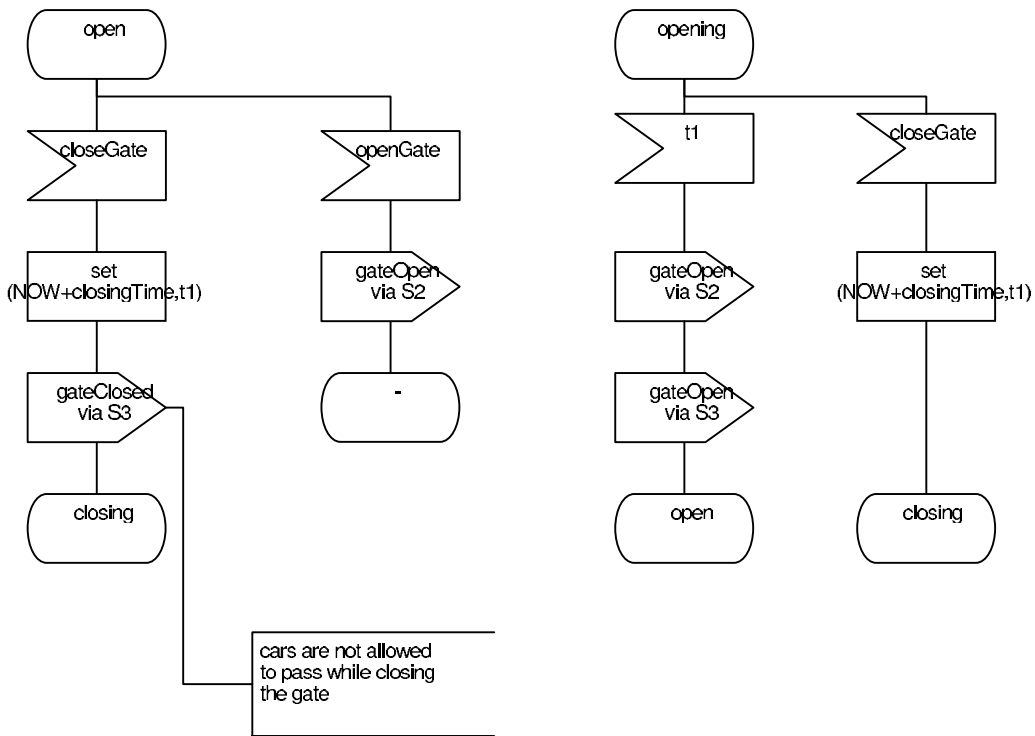 open
closeGate
set
(NOW+closingTime,t1)
gateClosed
via S3
closing
openGate
gateOpen
via S2
-
cars are not allowed
to pass while closing
the gate
opening
t1
gateOpen
via S2
gateOpen
via S3
open
closeGate
set
(NOW+closingTime,t1)
closing